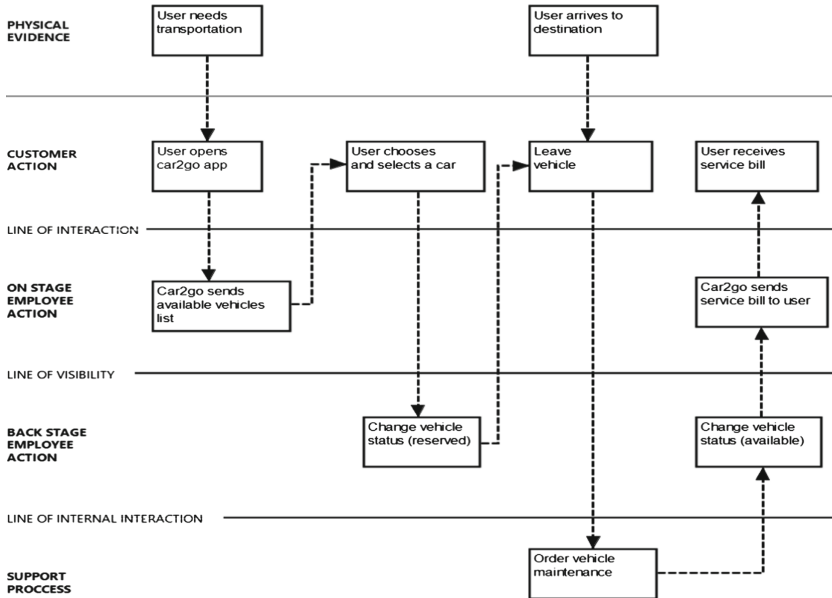 PHYSICAL
EVIDENCE
User needs
transportation
User arrives to
destination
CUSTOMER
ACTION
User opens
car2go app
User chooses
and selects a car
Leave
vehicle
User receives
service bill
LINE OF INTERACTION
ON STAGE
EMPLOYEE
ACTION
Car2go sends
available vehicles
list
Car2go sends
service bill to user
LINE OF VISIBILITY
BACK STAGE
EMPLOYEE
ACTION
Change vehicle
status (reserved)
Change vehicle
status (available)
LINE OF INTERNAL INTERACTION
SUPPORT
PROCCESS
Order vehicle
maintenance